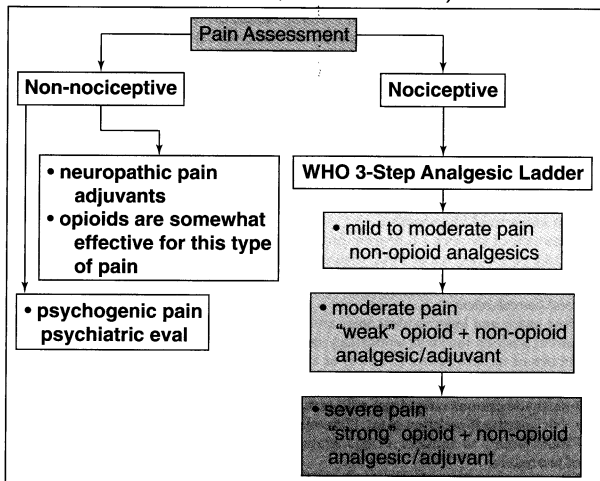 Pain Assessment
Non-nociceptive
Nociceptive
• neuropathic pain
adjuvants
• opioids are somewhat
effective for this type
of pain
• psychogenic pain
psychiatric eval
WHO 3-Step Analgesic Ladder
• mild to moderate pain
non-opioid analgesics
• moderate pain
"weak" opioid + non-opioid
analgesic/adjuvant
• severe pain
"strong" opioid + non-opioid
analgesic/adjuvant